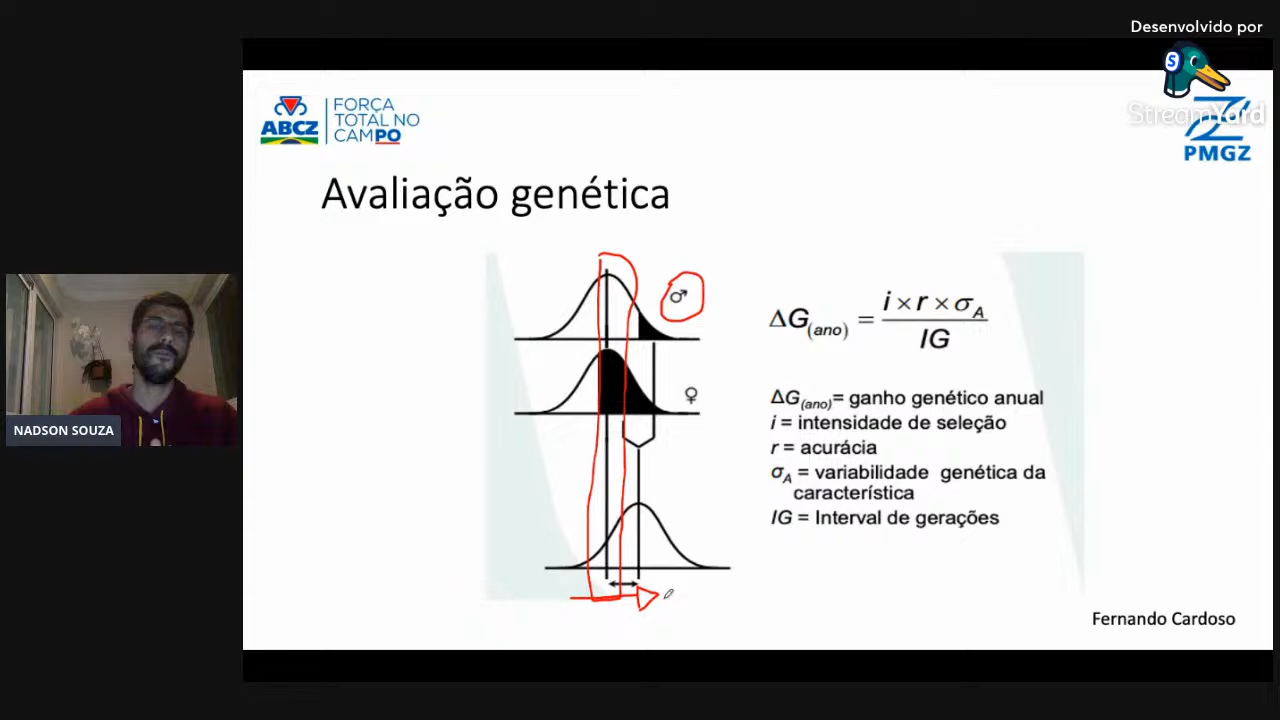 Desenvolvido por
StreamYard
S
ABCZ
FORÇA
TOTAL NO
CAMPO
PMGZ
Avaliação genética
♂
♀
ΔG(ano) = i × r × σA
IG
ΔG(ano)= ganho genético anual
i = intensidade de seleção
r = acurácia
σA = variabilidade genética da
característica
IG = Interval de gerações
NADSON SOUZA
Fernando Cardoso